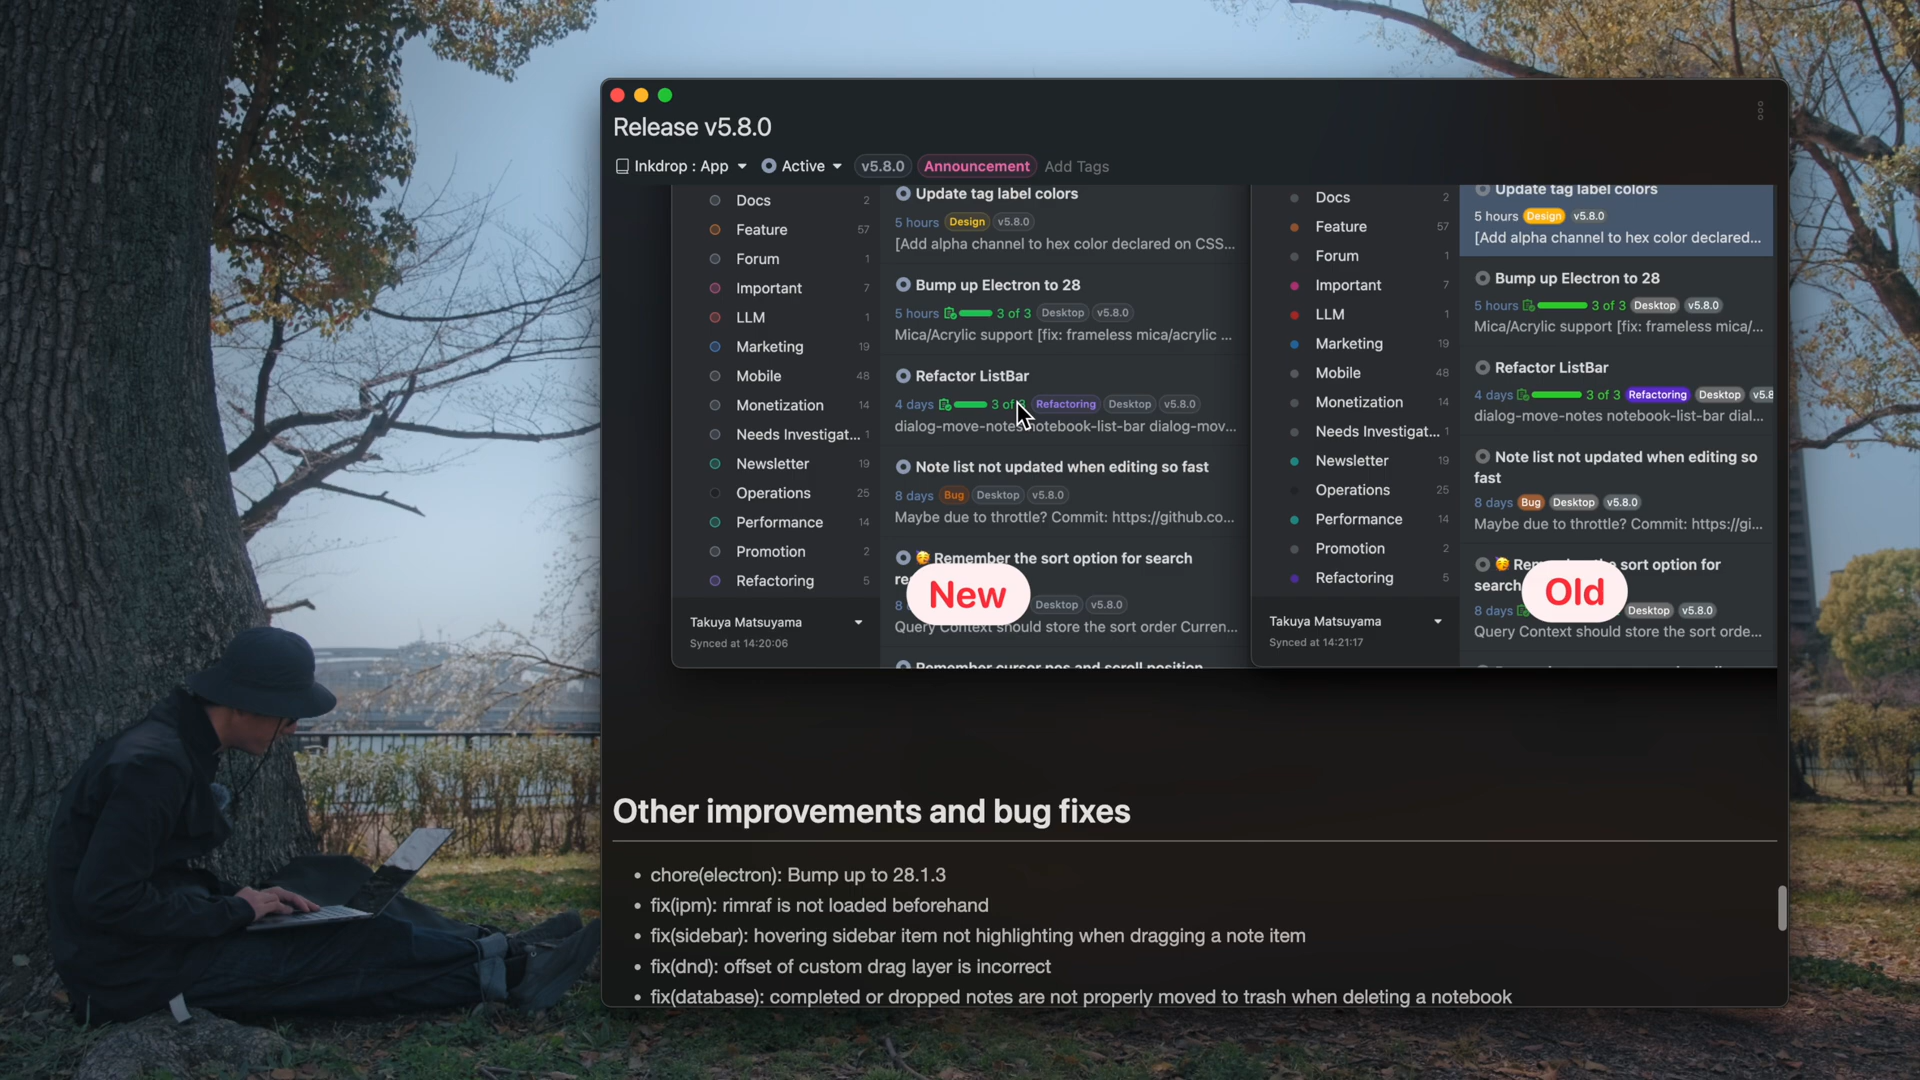 Release v5.8.0
Inkdrop : App
Active
v5.8.0
Announcement
Add Tags
Docs 2
Feature 57
Forum 1
Important 7
LLM 1
Marketing 19
Mobile 48
Monetization 14
Needs Investigat... 1
Newsletter 19
Operations 25
Performance 14
Promotion 2
Refactoring 5
Takuya Matsuyama
Synced at 14:20:06
Update tag label colors
5 hours Design v5.8.0
[Add alpha channel to hex color declared on CSS...
Bump up Electron to 28
5 hours 3 of 3 Desktop v5.8.0
Mica/Acrylic support [fix: frameless mica/acrylic ...
Refactor ListBar
4 days 3 of 3 Refactoring Desktop v5.8.0
dialog-move-notes notebook-list-bar dialog-mov...
Note list not updated when editing so fast
8 days Bug Desktop v5.8.0
Maybe due to throttle? Commit: https://github.co...
🥳 Remember the sort option for search
New
Desktop v5.8.0
Query Context should store the sort order Curren...
Remember cursor pos and scroll position
Docs 2
Feature 57
Forum 1
Important 7
LLM 1
Marketing 19
Mobile 48
Monetization 14
Needs Investigat... 1
Newsletter 19
Operations 25
Performance 14
Promotion 2
Refactoring 5
Takuya Matsuyama
Synced at 14:21:17
Update tag label colors
5 hours Design v5.8.0
[Add alpha channel to hex color declared...
Bump up Electron to 28
5 hours 3 of 3 Desktop v5.8.0
Mica/Acrylic support [fix: frameless mica/...
Refactor ListBar
4 days 3 of 3 Refactoring Desktop v5.8
dialog-move-notes notebook-list-bar dial...
Note list not updated when editing so
fast
8 days Bug Desktop v5.8.0
Maybe due to throttle? Commit: https://gi...
🥳 Remember the sort option for
search
Old
8 days Desktop v5.8.0
Query Context should store the sort orde...
Other improvements and bug fixes
• chore(electron): Bump up to 28.1.3
• fix(ipm): rimraf is not loaded beforehand
• fix(sidebar): hovering sidebar item not highlighting when dragging a note item
• fix(dnd): offset of custom drag layer is incorrect
• fix(database): completed or dropped notes are not properly moved to trash when deleting a notebook